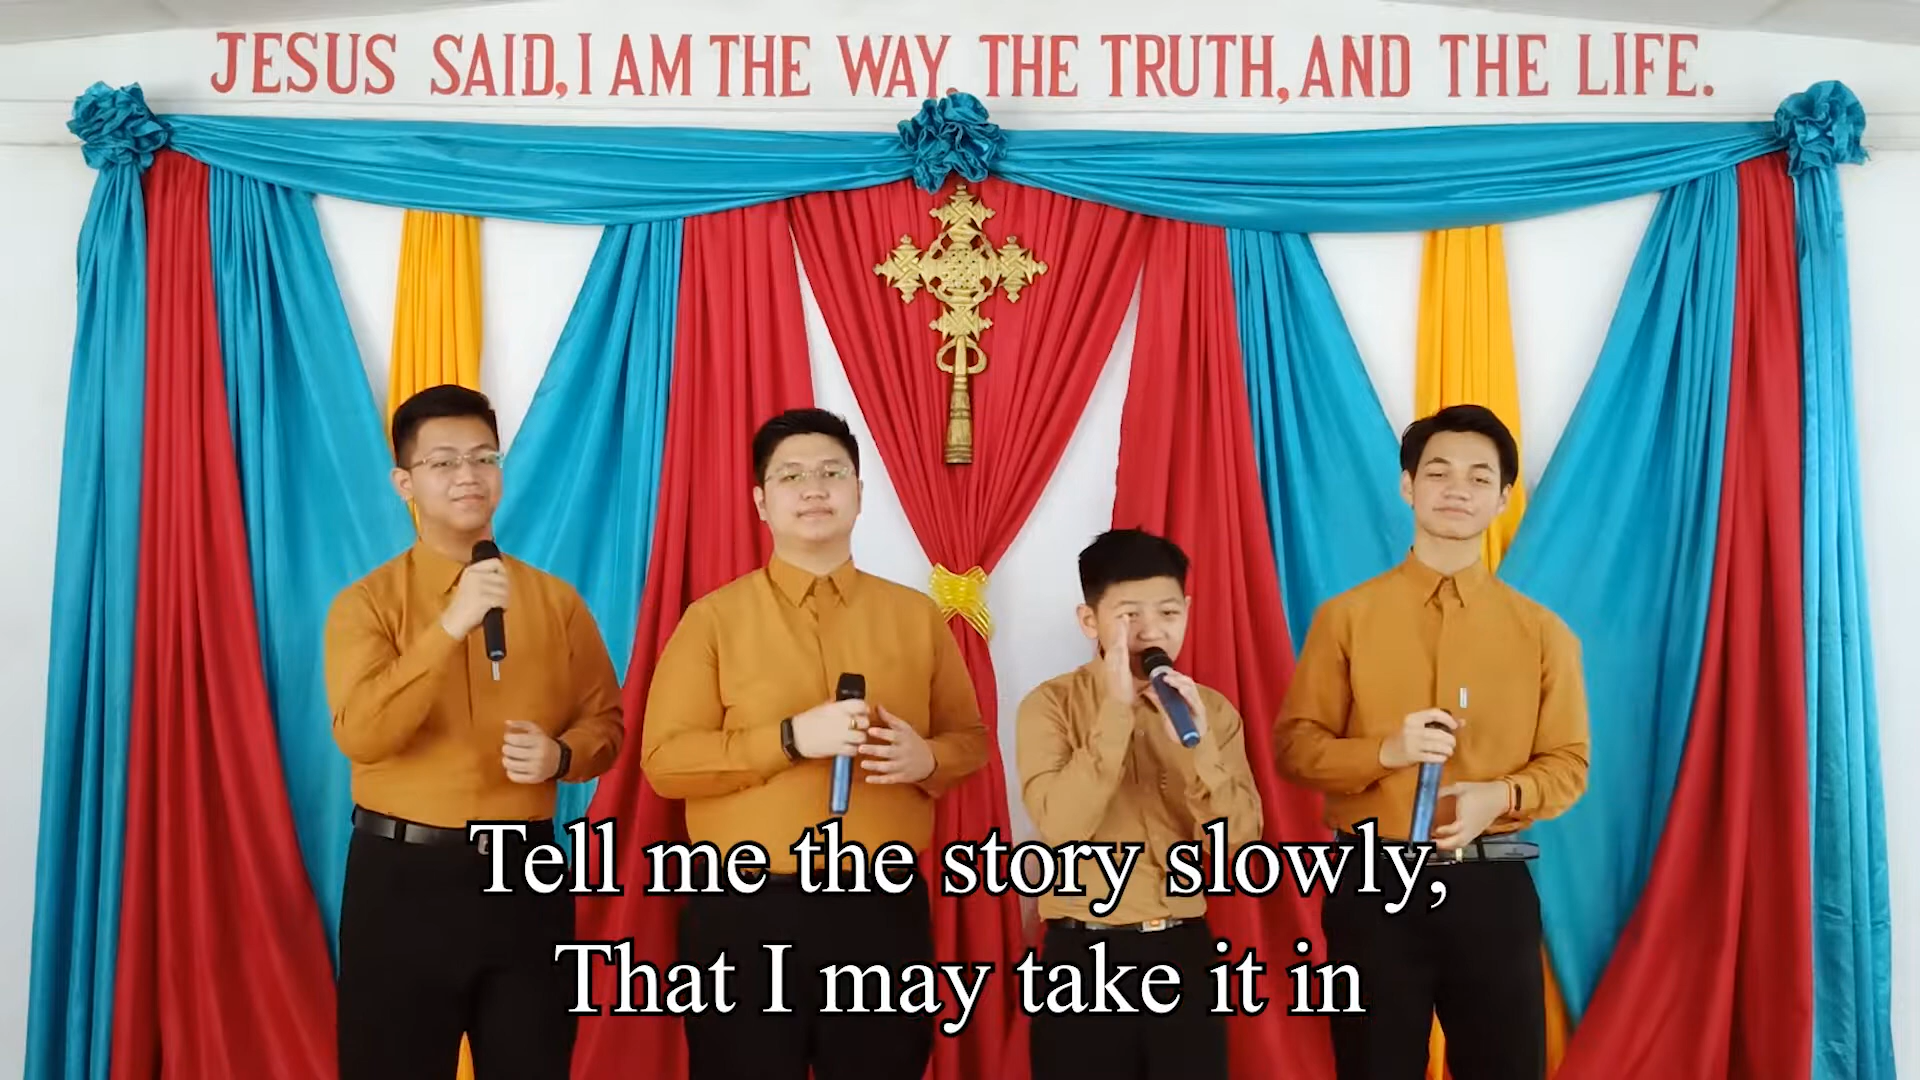 JESUS SAID, I AM THE WAY, THE TRUTH, AND THE LIFE.
Tell me the story slowly,
That I may take it in